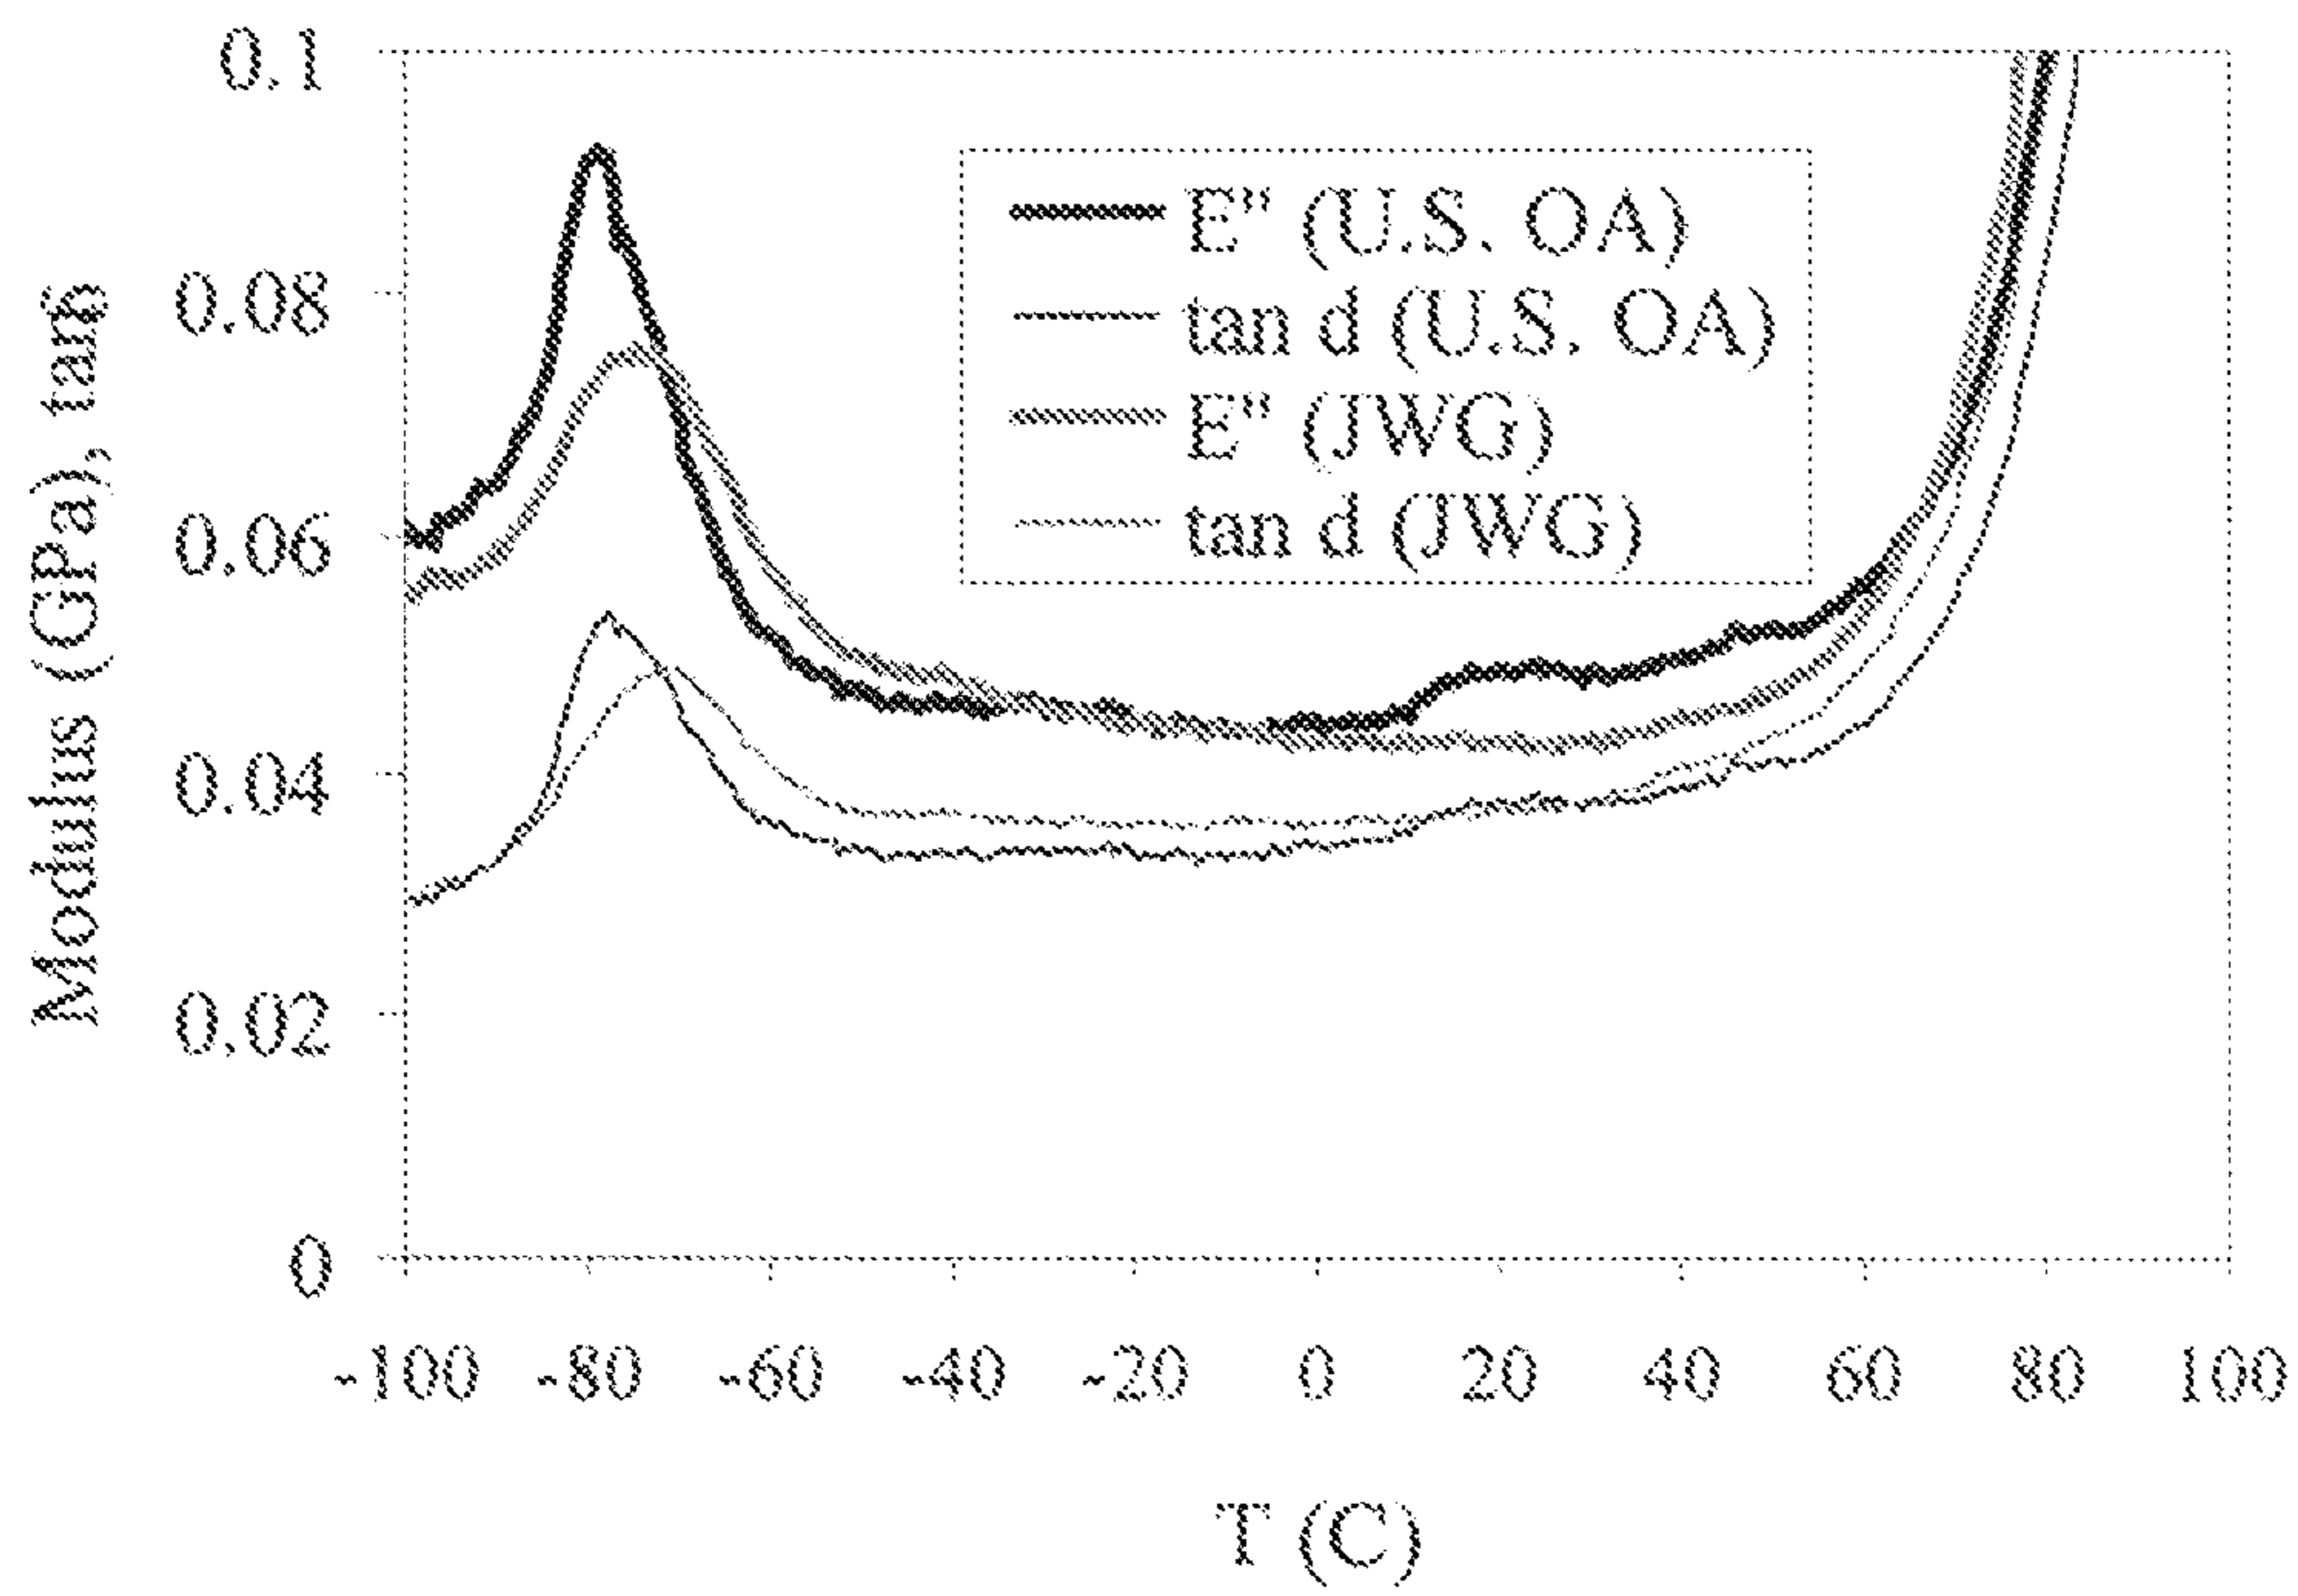 Modulus (GPa), tanδ
0.1
0.08
0.06
0.04
0.02
0
E" (U.S. OA)
tan d (U.S. OA)
E" (JWG)
tan d (JWG)
-100 -80 -60 -40 -20 0 20 40 60 80 100
T (C)